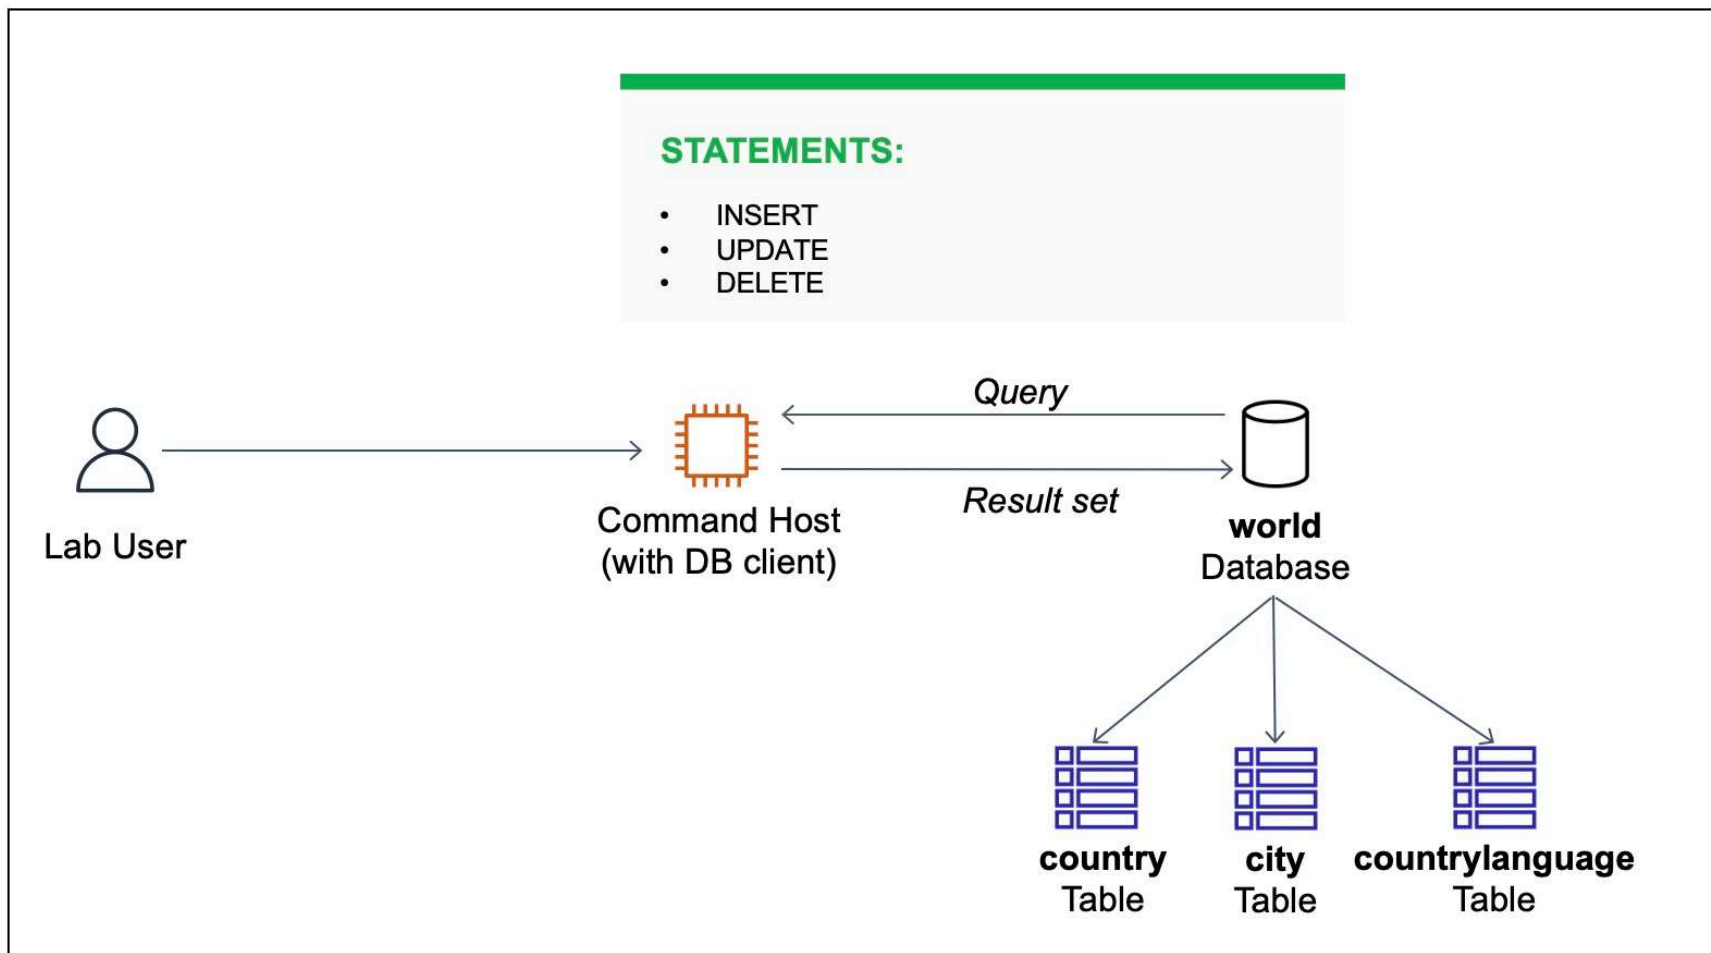 STATEMENTS:
• INSERT
• UPDATE
• DELETE
Query
Result set
Lab User
Command Host
(with DB client)
world
Database
country
Table
city
Table
countrylanguage
Table